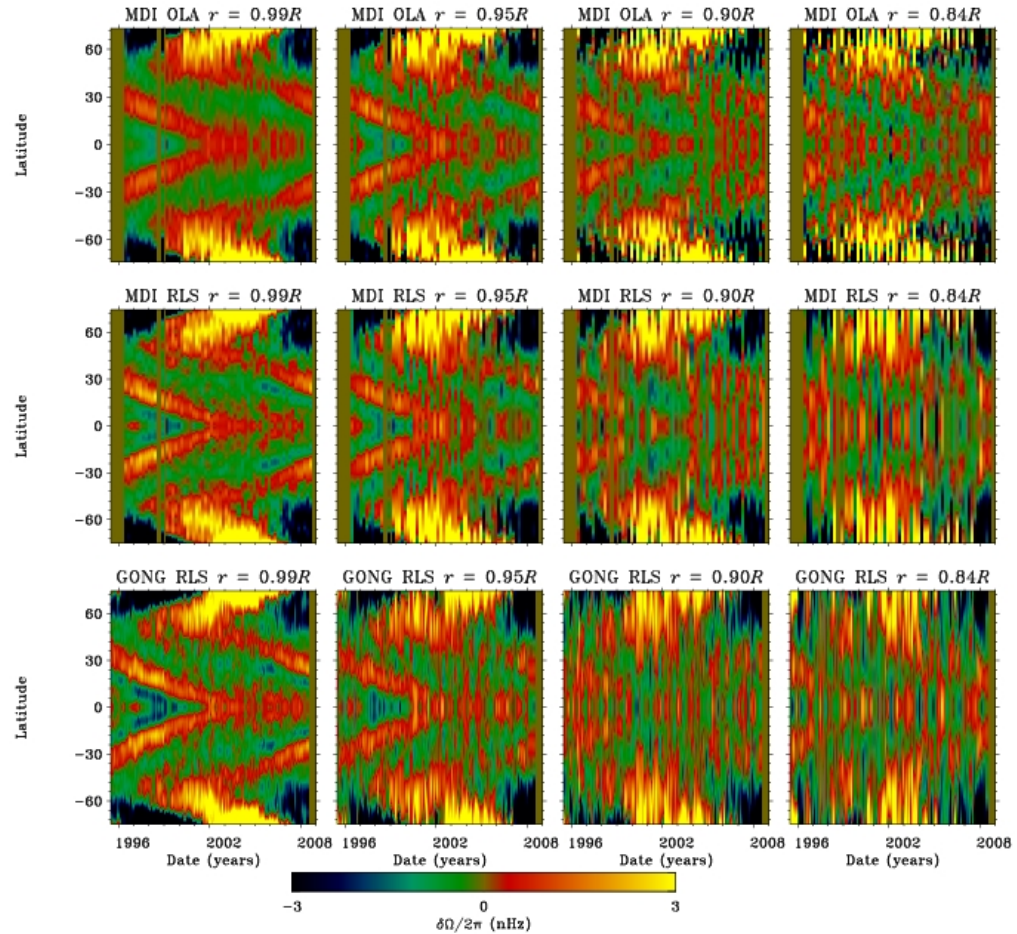 MDI OLA r = 0.99R MDI OLA r = 0.95R MDI OLA r = 0.90R MDI OLA r = 0.84R
60
30
Latitude 0
−30
−60
MDI RLS r = 0.99R MDI RLS r = 0.95R MDI RLS r = 0.90R MDI RLS r = 0.84R
60
30
Latitude 0
−30
−60
GONG RLS r = 0.99R GONG RLS r = 0.95R GONG RLS r = 0.90R GONG RLS r = 0.84R
60
30
Latitude 0
−30
−60
1996 2002 2008 1996 2002 2008 1996 2002 2008 1996 2002 2008
Date (years) Date (years) Date (years) Date (years)
−3 0 3
δΩ/2π (nHz)